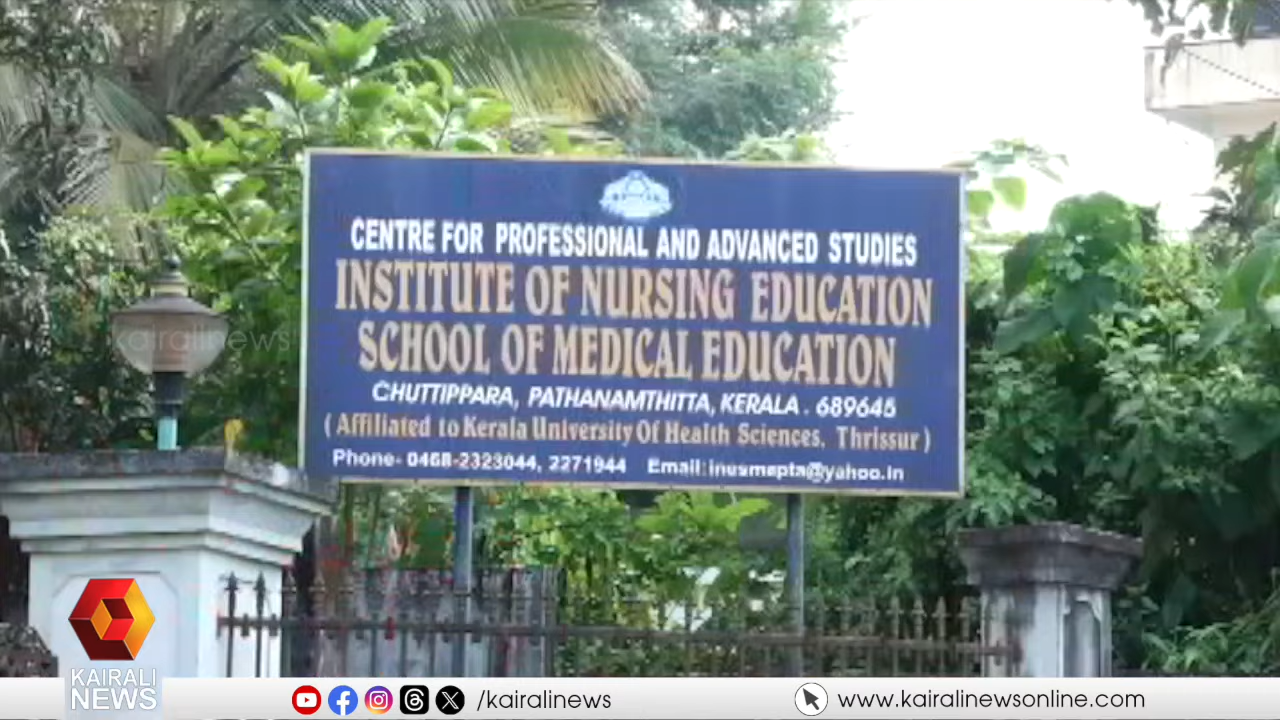 CENTRE FOR PROFESSIONAL AND ADVANCED STUDIES
INSTITUTE OF NURSING EDUCATION
SCHOOL OF MEDICAL EDUCATION
CHUTTIPPARA, PATHANAMTHITTA, KERALA . 689645
( Affiliated to Kerala University Of Health Sciences, Thrissur )
Phone- 0468-2323044, 2271944 Email: inesmepta@yahoo.in
kairalinews
KAIRALI
NEWS
/kairalinews
www.kairalinewsonline.com